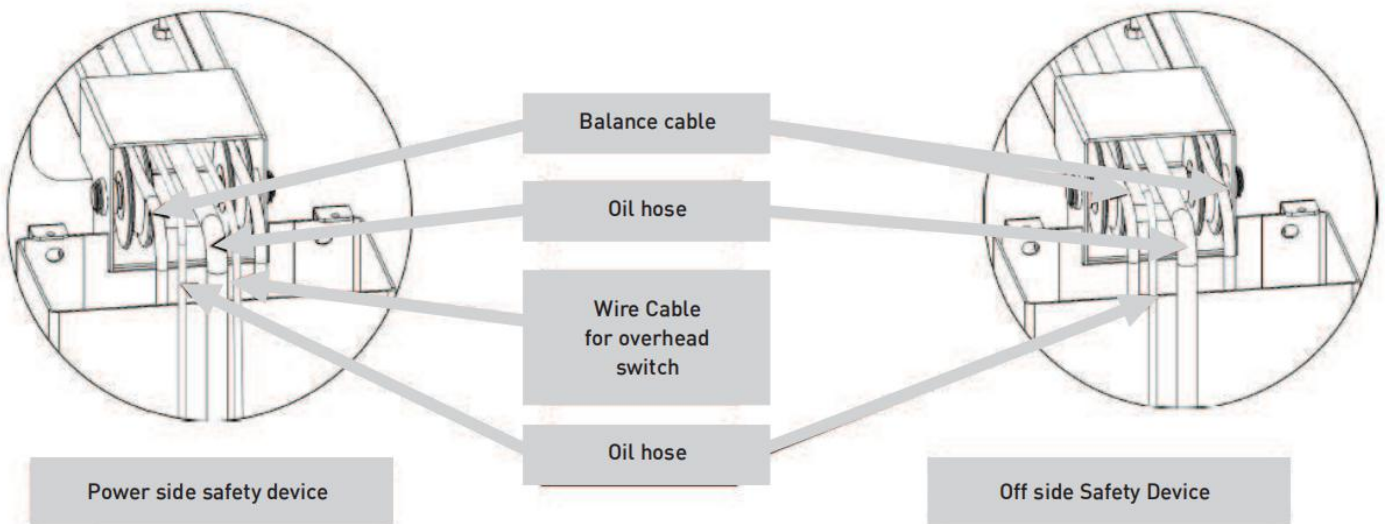 Balance cable
Oil hose
Wire Cable
for overhead
switch
Oil hose
Power side safety device
Off side Safety Device